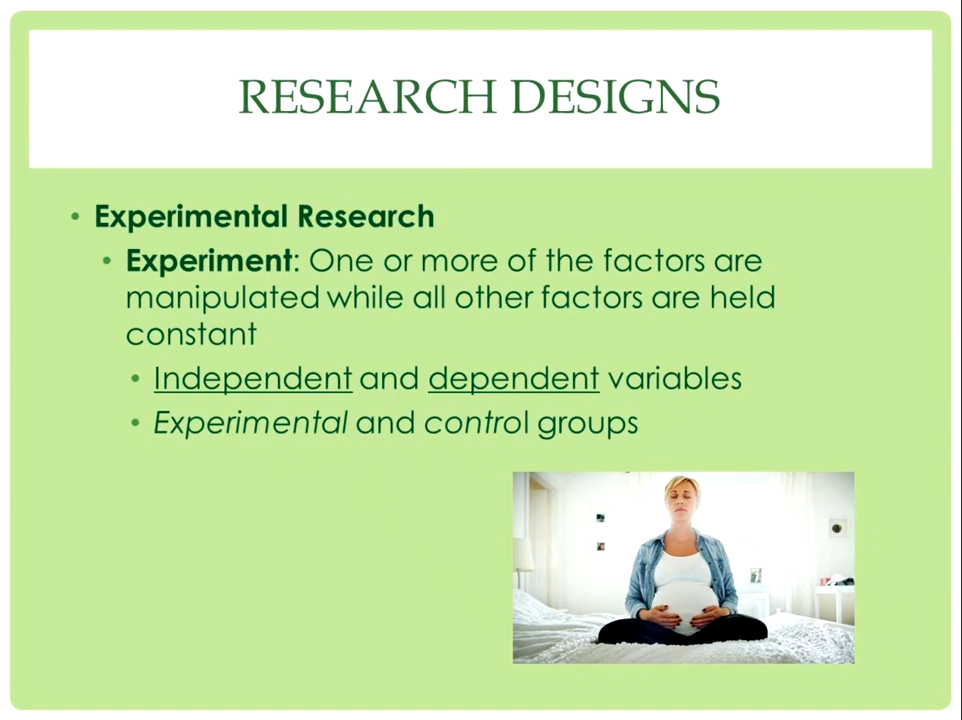 RESEARCH DESIGNS
• Experimental Research
• Experiment: One or more of the factors are
manipulated while all other factors are held
constant
• Independent and dependent variables
• Experimental and control groups